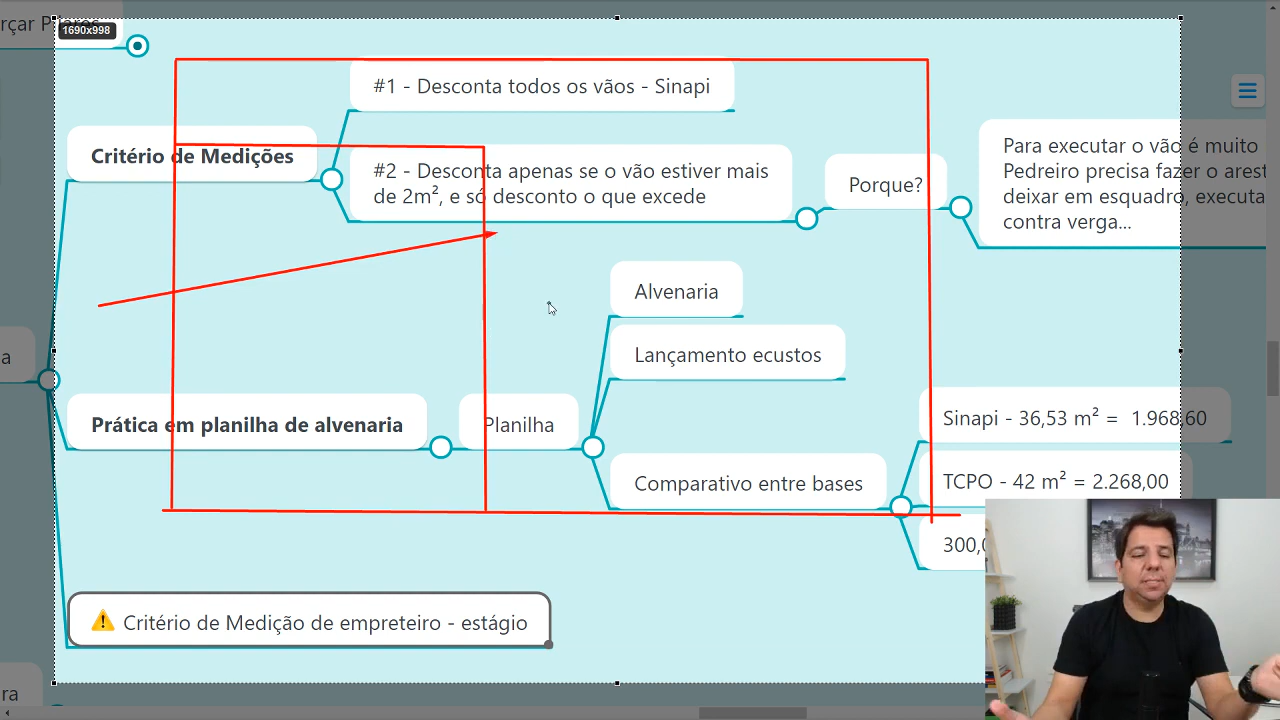 rçar Pilares
1690x998
#1 - Desconta todos os vãos - Sinapi
Critério de Medições
#2 - Desconta apenas se o vão estiver mais
de 2m², e só desconto o que excede
Porque?
Para executar o vão é muito
Pedreiro precisa fazer o arest
deixar em esquadro, executa
contra verga...
Alvenaria
Lançamento ecustos
a
Prática em planilha de alvenaria
Planilha
Sinapi - 36,53 m² = 1.968,60
Comparativo entre bases
TCPO - 42 m² = 2.268,00
300,0
⚠ Critério de Medição de empreteiro - estágio
ra